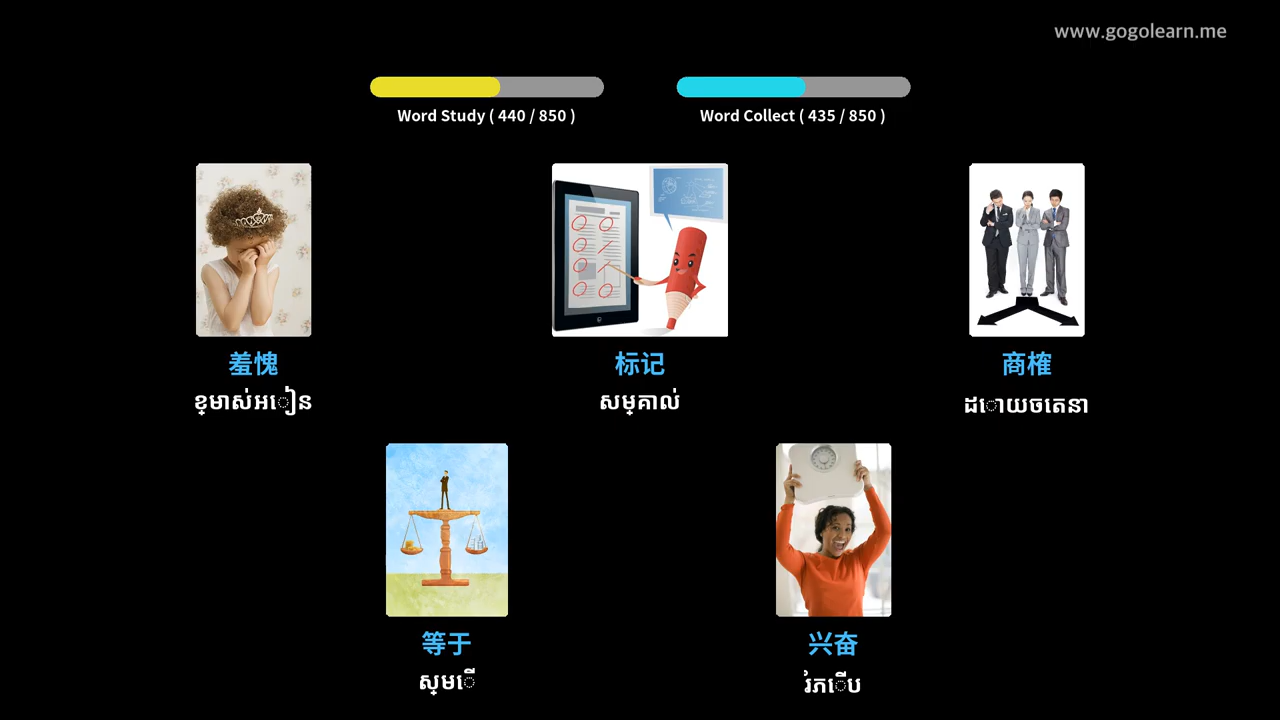 www.gogolearn.me
Word Study ( 440 / 850 )
Word Collect ( 435 / 850 )
羞愧
ខ្មាស់អៀន
标记
សម្គាល់
商榷
ដោយចតេនា
等于
ស្មើ
兴奋
រំភើប